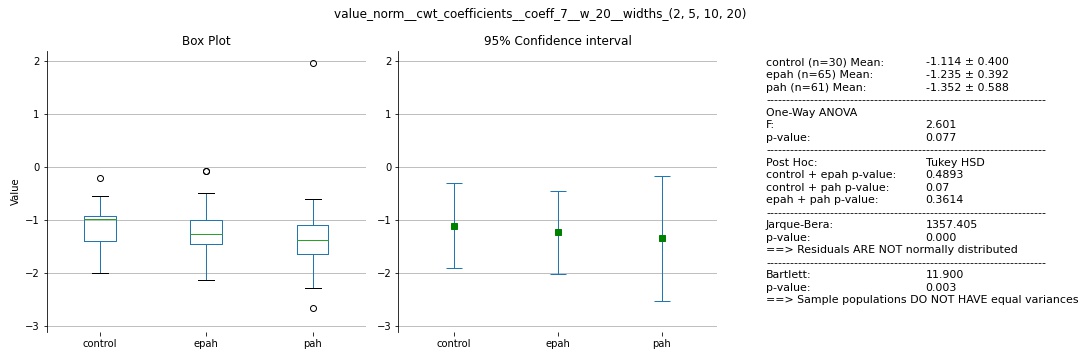 value_norm__cwt_coefficients__coeff_7__w_20__widths_(2, 5, 10, 20)
Box Plot
Value
2
1
0
−1
−2
−3
control epah pah
95% Confidence interval
2
1
0
−1
−2
−3
control epah pah
control (n=30) Mean: -1.114 ± 0.400
epah (n=65) Mean: -1.235 ± 0.392
pah (n=61) Mean: -1.352 ± 0.588
One-Way ANOVA
F: 2.601
p-value: 0.077
Post Hoc: Tukey HSD
control + epah p-value: 0.4893
control + pah p-value: 0.07
epah + pah p-value: 0.3614
Jarque-Bera: 1357.405
p-value: 0.000
==> Residuals ARE NOT normally distributed
Bartlett: 11.900
p-value: 0.003
==> Sample populations DO NOT HAVE equal variances